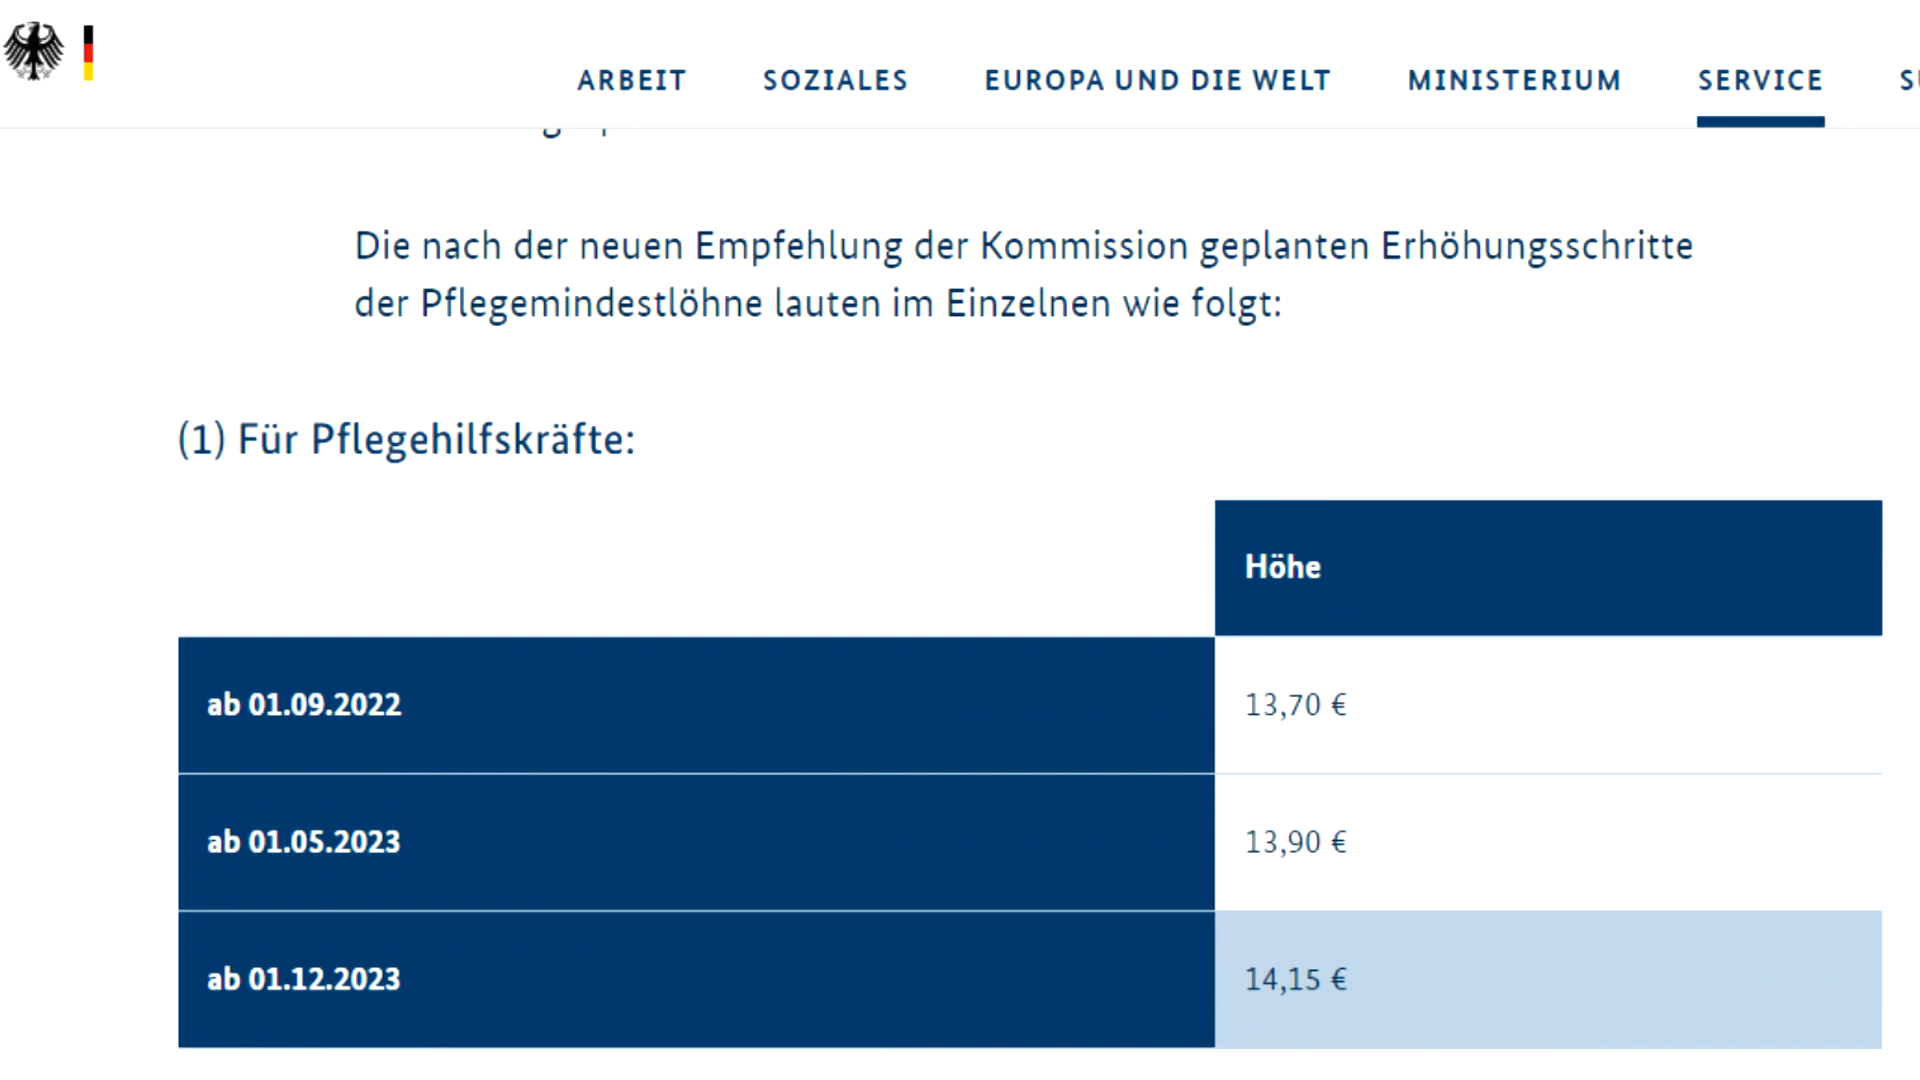 ARBEIT SOZIALES EUROPA UND DIE WELT MINISTERIUM SERVICE
Die nach der neuen Empfehlung der Kommission geplanten Erhöhungsschritte
der Pflegemindestlöhne lauten im Einzelnen wie folgt:
(1) Für Pflegehilfskräfte:
Höhe
ab 01.09.2022 13,70 €
ab 01.05.2023 13,90 €
ab 01.12.2023 14,15 €